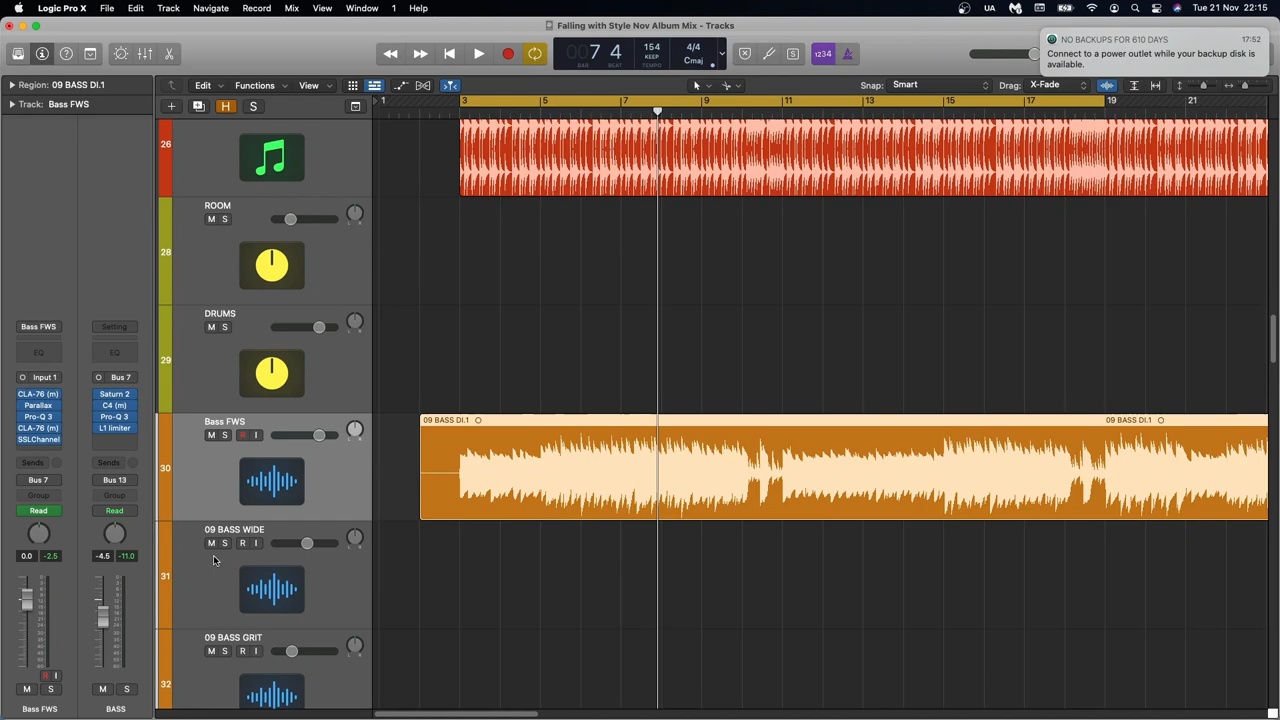 Logic Pro X File Edit Track Navigate Record Mix View Window 1 Help
UA Tue 21 Nov 22:15
Falling with Style Nov Album Mix - Tracks
NO BACKUPS FOR 610 DAYS 17:52
Connect to a power outlet while your backup disk is
available.
007 4 154 4/4
BAR BEAT KEEP TEMPO Cmaj
S 1234
Region: 09 BASS DI.1
Edit Functions View
Snap: Smart Drag: X-Fade
Track: Bass FWS
H S
1 3 5 7 9 11 13 15 17 19 21
26
ROOM
M S
L R
28
DRUMS
M S
L R
29
Bass FWS
M S R I
L R
30
09 BASS DI.1
09 BASS DI.1
09 BASS WIDE
M S R I
L R
31
09 BASS GRIT
M S R I
L R
32
Bass FWS Setting
EQ EQ
Input 1 Bus 7
CLA-76 (m) Saturn 2
Parallax C4 (m)
Pro-Q 3 Pro-Q 3
CLA-76 (m) L1 limiter
SSLChannel
Sends Sends
Bus 7 Bus 13
Group Group
Read Read
0.0 -2.5 -4.5 -11.0
R I
M S M S
Bass FWS BASS